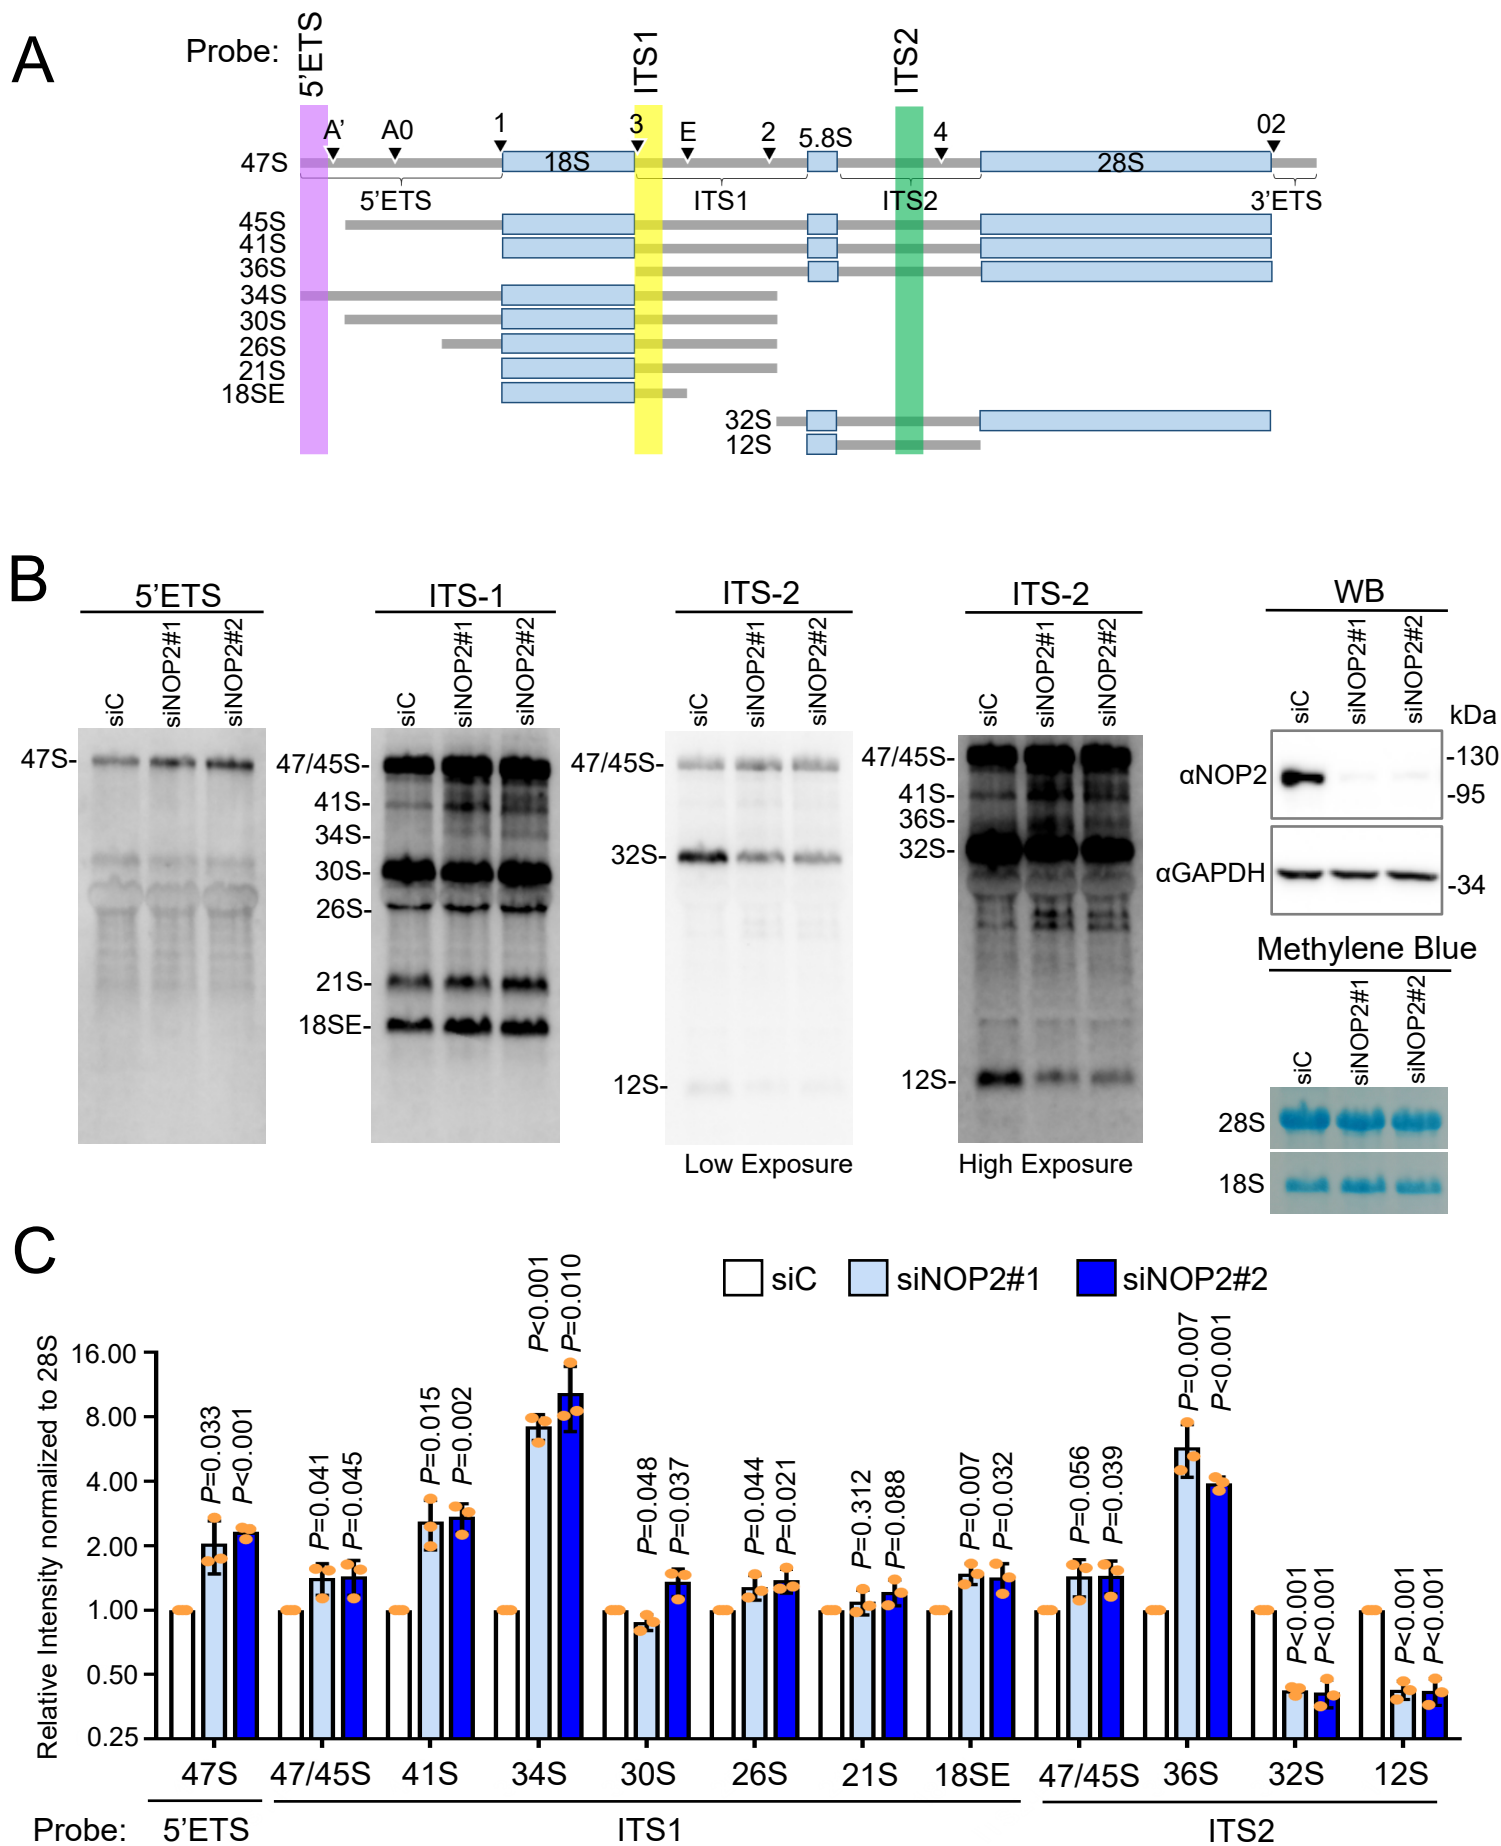 A
Probe:
5'ETS
ITS1
ITS2
A'
A0
1
3
E
2
5.8S
4
02
47S
18S
28S
5'ETS
ITS1
ITS2
3'ETS
45S
41S
36S
34S
30S
26S
21S
18SE
32S
12S
B
5'ETS
siC
siNOP2#1
siNOP2#2
47S-
ITS-1
siC
siNOP2#1
siNOP2#2
47/45S-
41S-
34S-
30S-
26S-
21S-
18SE-
ITS-2
siC
siNOP2#1
siNOP2#2
47/45S-
32S-
12S-
Low Exposure
ITS-2
siC
siNOP2#1
siNOP2#2
47/45S-
41S-
36S-
32S-
12S-
High Exposure
WB
siC
siNOP2#1
siNOP2#2
kDa
αNOP2
-130
-95
αGAPDH
-34
Methylene Blue
siC
siNOP2#1
siNOP2#2
28S
18S
C
siC
siNOP2#1
siNOP2#2
Relative Intensity normalized to 28S
16.00
8.00
4.00
2.00
1.00
0.50
0.25
P=0.033
P<0.001
P=0.041
P=0.045
P=0.015
P=0.002
P<0.001
P=0.010
P=0.048
P=0.037
P=0.044
P=0.021
P=0.312
P=0.088
P=0.007
P=0.032
P=0.056
P=0.039
P=0.007
P<0.001
P<0.001
P<0.001
P<0.001
P<0.001
47S
47/45S
41S
34S
30S
26S
21S
18SE
47/45S
36S
32S
12S
Probe:
5'ETS
ITS1
ITS2